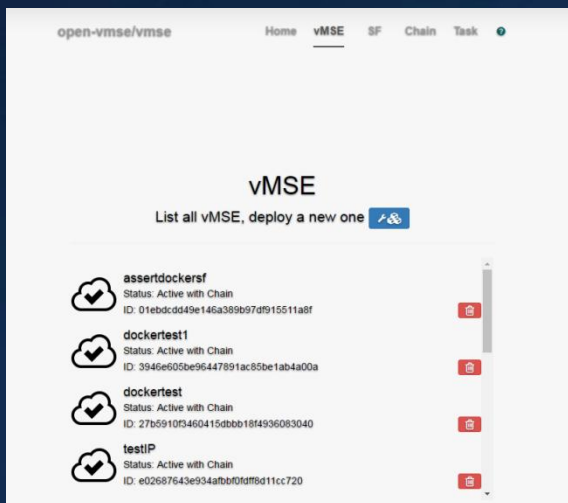 open-vmse/vmse Home vMSE SF Chain Task ?
vMSE
List all vMSE, deploy a new one
assertdockersf
Status: Active with Chain
ID: 01ebdcdd49e146a389b97df915511a8f
dockertest1
Status: Active with Chain
ID: 3946e605be96447891ac85be1ab4a00a
dockertest
Status: Active with Chain
ID: 27b5910f3460415dbbb18f4936083040
testIP
Status: Active with Chain
ID: e02687643e934afbbf0fdff8d11cc720